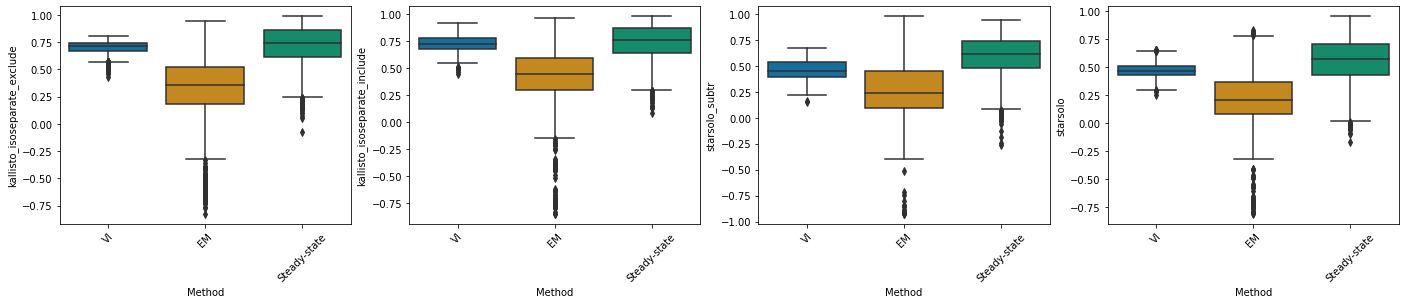 kallisto_isoseparate_exclude
1.00
0.75
0.50
0.25
0.00
−0.25
−0.50
−0.75
VI
EM
Steady-state
Method
kallisto_isoseparate_include
1.00
0.75
0.50
0.25
0.00
−0.25
−0.50
−0.75
VI
EM
Steady-state
Method
starsolo_subtr
1.00
0.75
0.50
0.25
0.00
−0.25
−0.50
−0.75
−1.00
VI
EM
Steady-state
Method
starsolo
1.00
0.75
0.50
0.25
0.00
−0.25
−0.50
−0.75
VI
EM
Steady-state
Method